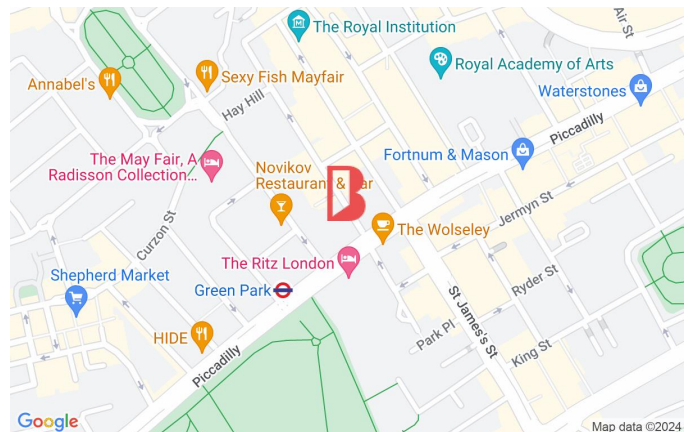 The Royal Institution
Air St
Annabel's
Sexy Fish Mayfair
Royal Academy of Arts
Waterstones
Hay Hill
Piccadilly
The May Fair, A
Radisson Collection...
Novikov
Restaurant & Bar
Fortnum & Mason
Jermyn St
Curzon St
The Wolseley
The Ritz London
Shepherd Market
Green Park
Ryder St
St James's St
Park Pl
HIDE
King St
Piccadilly
Google
Map data ©2024